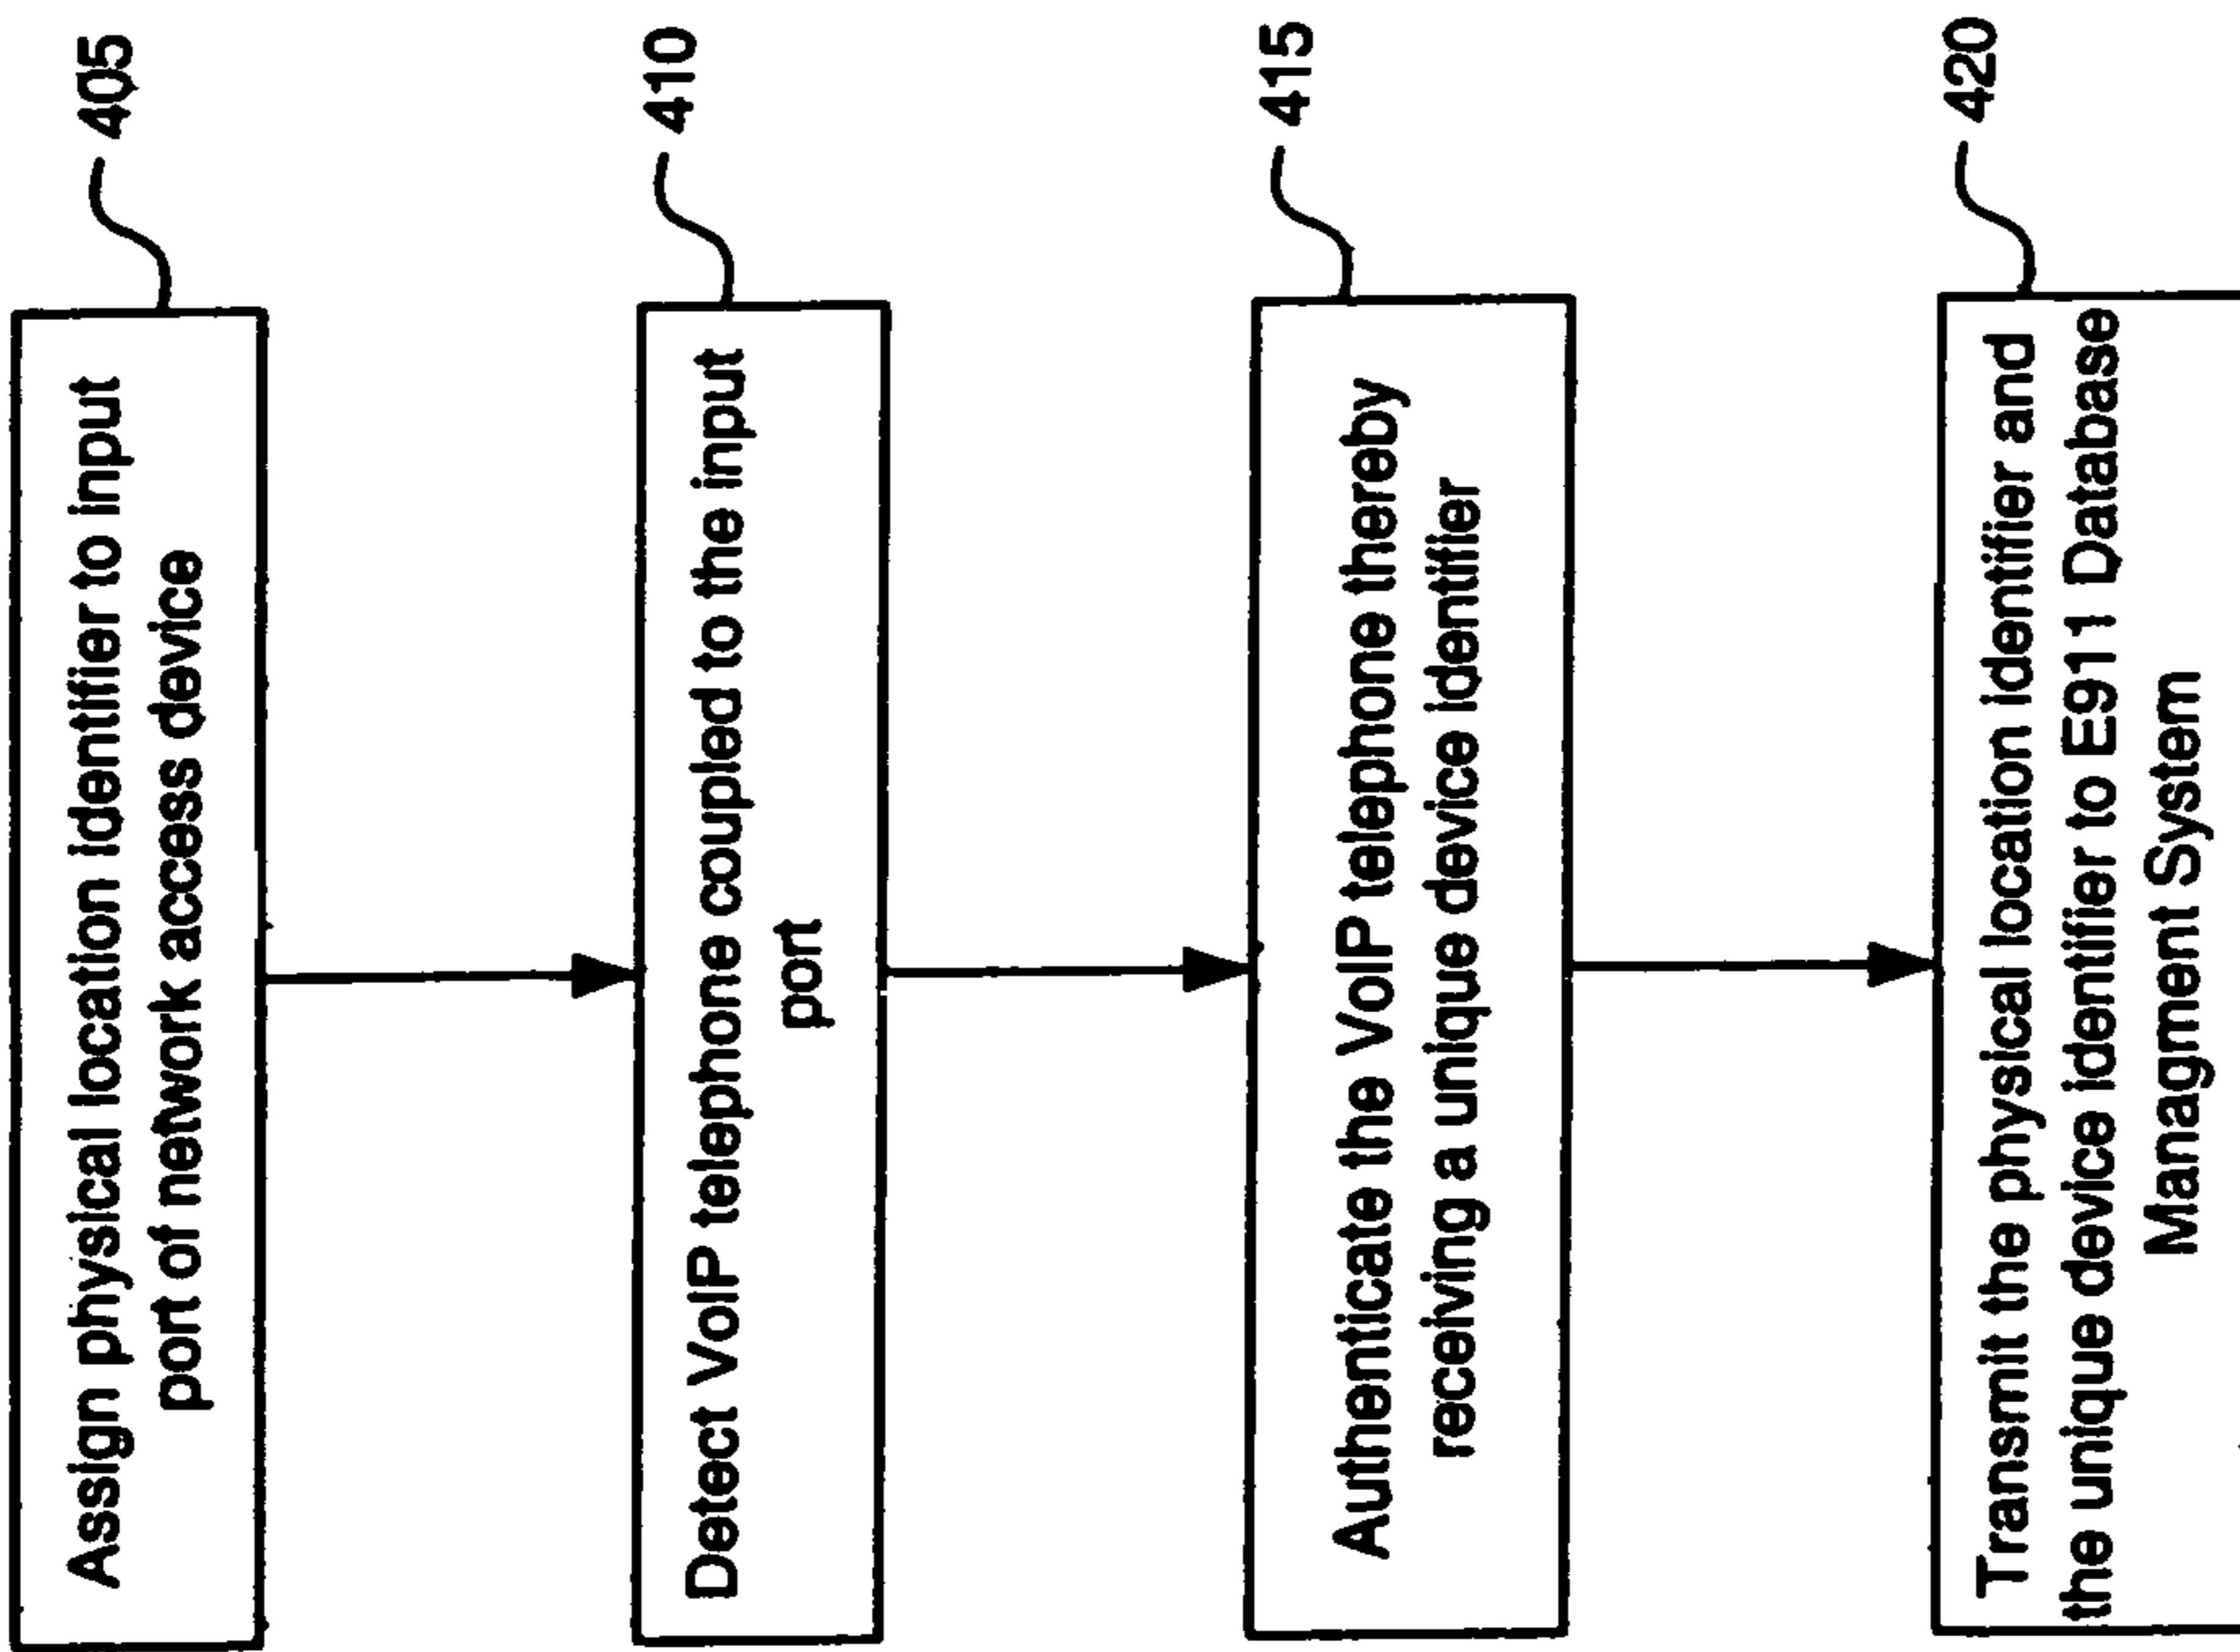 Assign physical location identifier to input
port of network access device
405
Detect VoIP telephone coupled to the input
port
410
Authenticate the VoIP telephone thereby
receiving a unique device identifier
415
Transmit the physical location identifier and
the unique device identifier to E911 Database
Managment System
420